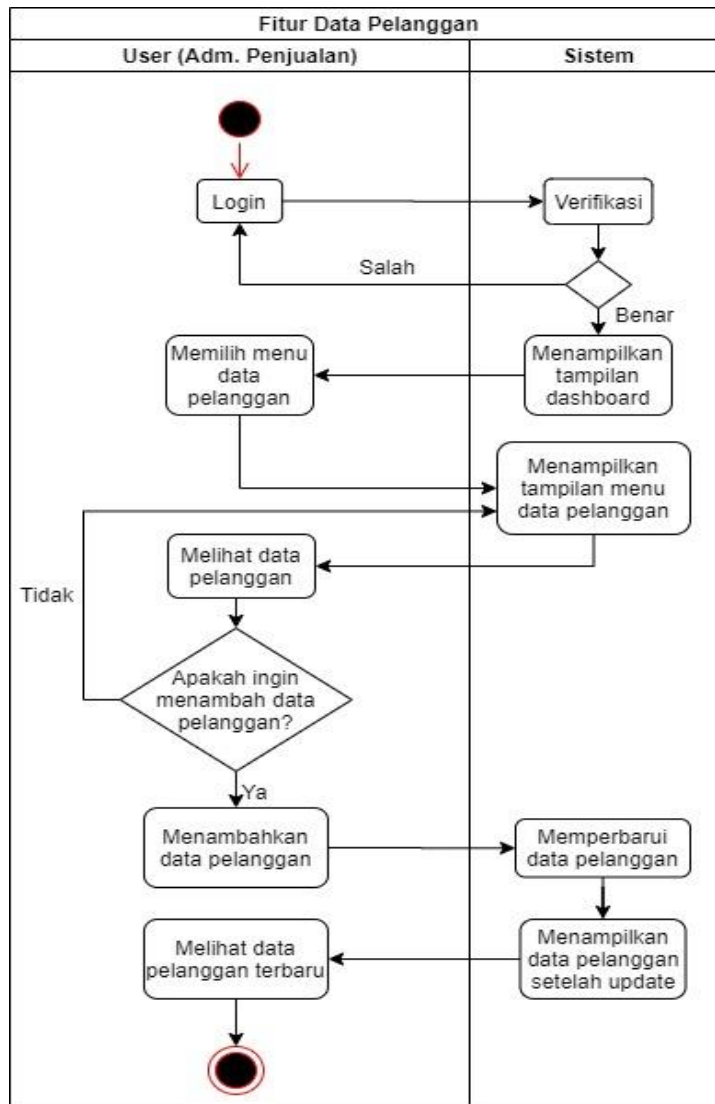 Fitur Data Pelanggan
User (Adm. Penjualan)
Sistem
Login
Verifikasi
Salah
Benar
Memilih menu
data
pelanggan
Menampilkan
tampilan
dashboard
Menampilkan
tampilan menu
data pelanggan
Melihat data
pelanggan
Tidak
Apakah ingin
menambah data
pelanggan?
Ya
Menambahkan
data pelanggan
Memperbarui
data pelanggan
Melihat data
pelanggan terbaru
Menampilkan
data pelanggan
setelah update